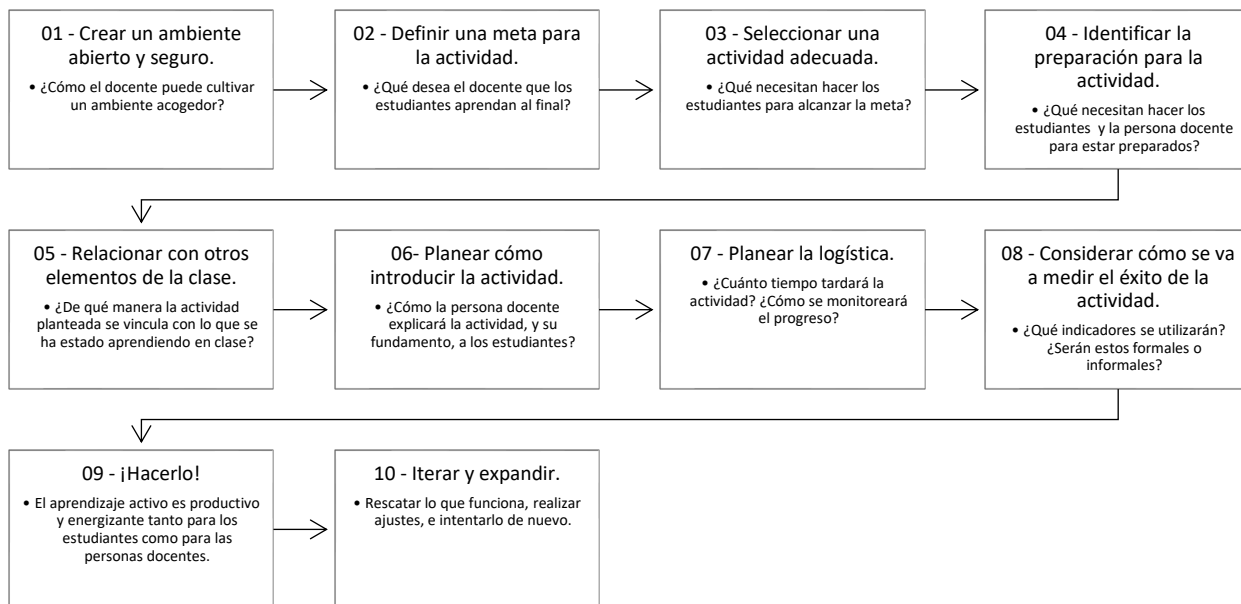 01 - Crear un ambiente
abierto y seguro.
• ¿Cómo el docente puede cultivar
un ambiente acogedor?
02 - Definir una meta para
la actividad.
• ¿Qué desea el docente que los
estudiantes aprendan al final?
03 - Seleccionar una
actividad adecuada.
• ¿Qué necesitan hacer los
estudiantes para alcanzar la meta?
04 - Identificar la
preparación para la
actividad.
• ¿Qué necesitan hacer los
estudiantes y la persona docente
para estar preparados?
05 - Relacionar con otros
elementos de la clase.
• ¿De qué manera la actividad
planteada se vincula con lo que se
ha estado aprendiendo en clase?
06- Planear cómo
introducir la actividad.
• ¿Cómo la persona docente
explicará la actividad, y su
fundamento, a los estudiantes?
07 - Planear la logística.
• ¿Cuánto tiempo tardará la
actividad? ¿Cómo se monitoreará
el progreso?
08 - Considerar cómo se va
a medir el éxito de la
actividad.
• ¿Qué indicadores se utilizarán?
¿Serán estos formales o
informales?
09 - ¡Hacerlo!
• El aprendizaje activo es productivo
y energizante tanto para los
estudiantes como para las
personas docentes.
10 - Iterar y expandir.
• Rescatar lo que funciona, realizar
ajustes, e intentarlo de nuevo.